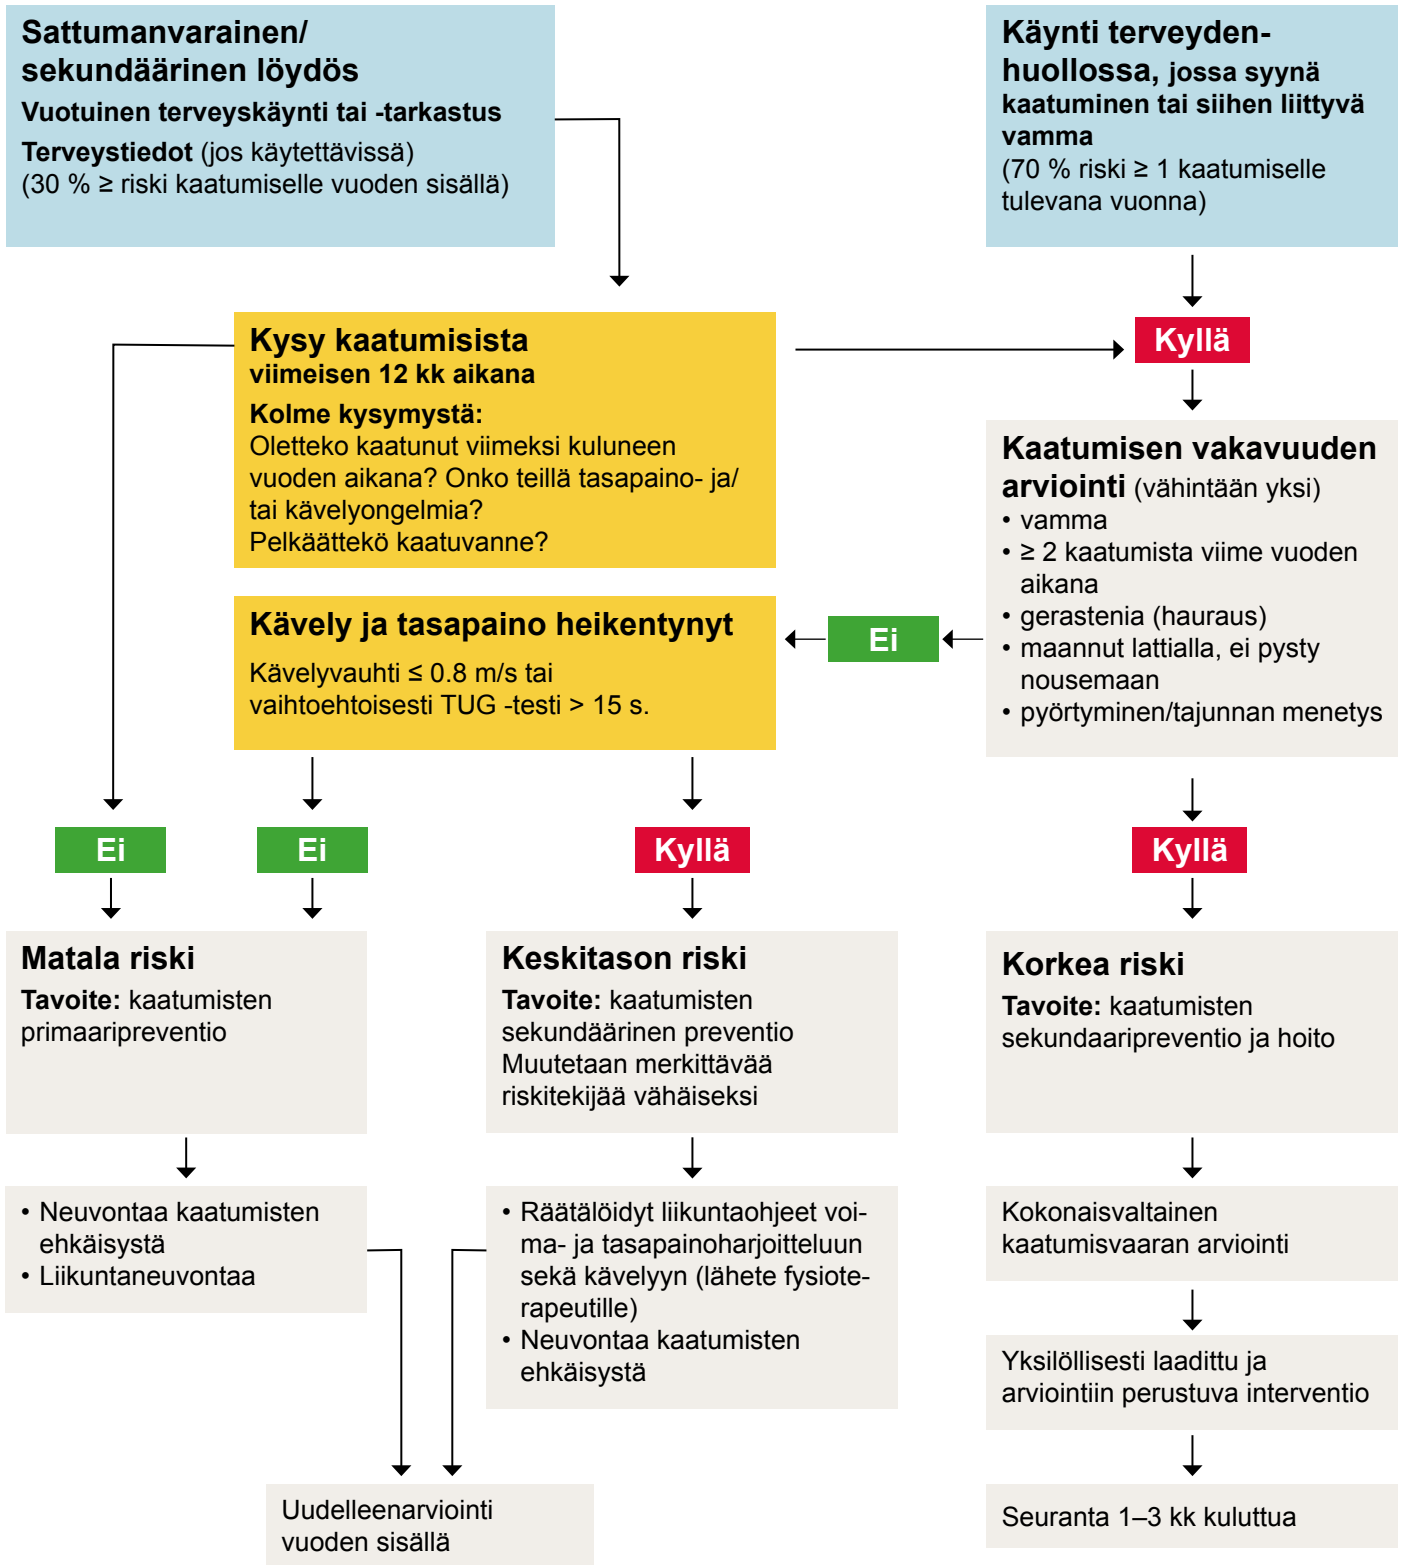 Sattumanvarainen/
sekundäärinen löydös
Vuotuinen terveyskäynti tai -tarkastus
Terveystiedot (jos käytettävissä)
(30 % ≥ riski kaatumiselle vuoden sisällä)
Käynti terveyden-
huollossa, jossa syynä
kaatuminen tai siihen liittyvä
vamma
(70 % riski ≥ 1 kaatumiselle
tulevana vuonna)
Kysy kaatumisista
viimeisen 12 kk aikana
Kolme kysymystä:
Oletteko kaatunut viimeksi kuluneen
vuoden aikana? Onko teillä tasapaino- ja/
tai kävelyongelmia?
Pelkäättekö kaatuvanne?
Kyllä
Kaatumisen vakavuuden
arviointi (vähintään yksi)
• vamma
• ≥ 2 kaatumista viime vuoden
aikana
• gerastenia (hauraus)
• maannut lattialla, ei pysty
nousemaan
• pyörtyminen/tajunnan menetys
Ei
Kävely ja tasapaino heikentynyt
Kävelyvauhti ≤ 0.8 m/s tai
vaihtoehtoisesti TUG -testi > 15 s.
Ei
Ei
Kyllä
Kyllä
Matala riski
Tavoite: kaatumisten
primaaripreventio
Keskitason riski
Tavoite: kaatumisten
sekundäärinen preventio
Muutetaan merkittävää
riskitekijää vähäiseksi
Korkea riski
Tavoite: kaatumisten
sekundaaripreventio ja hoito
• Neuvontaa kaatumisten
ehkäisystä
• Liikuntaneuvontaa
• Räätälöidyt liikuntaohjeet voi-
ma- ja tasapainoharjoitteluun
sekä kävelyyn (lähete fysiote-
rapeutille)
• Neuvontaa kaatumisten
ehkäisystä
Kokonaisvaltainen
kaatumisvaaran arviointi
Yksilöllisesti laadittu ja
arviointiin perustuva interventio
Uudelleenarviointi
vuoden sisällä
Seuranta 1–3 kk kuluttua